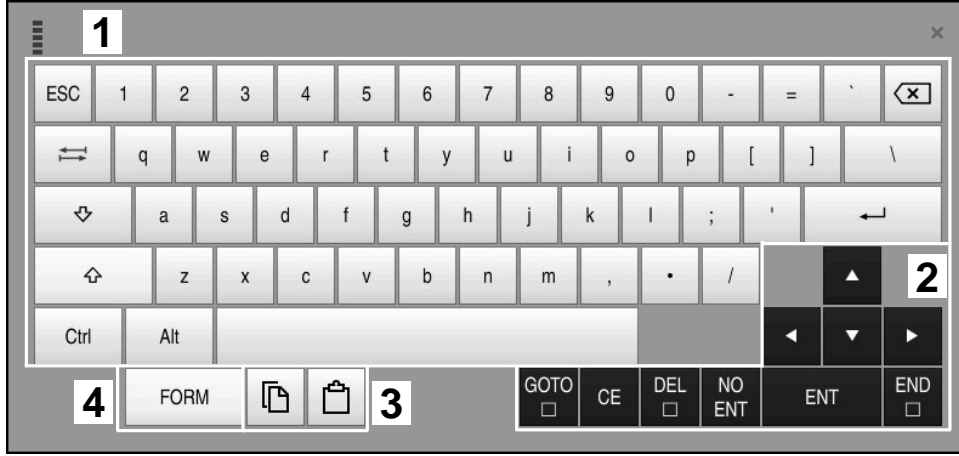 1
ESC 1 2 3 4 5 6 7 8 9 0 - = `
q w e r t y u i o p [ ] \
a s d f g h j k l ; '
z x c v b n m , • /
2
Ctrl Alt
4 FORM 3
GOTO CE DEL NO ENT ENT END